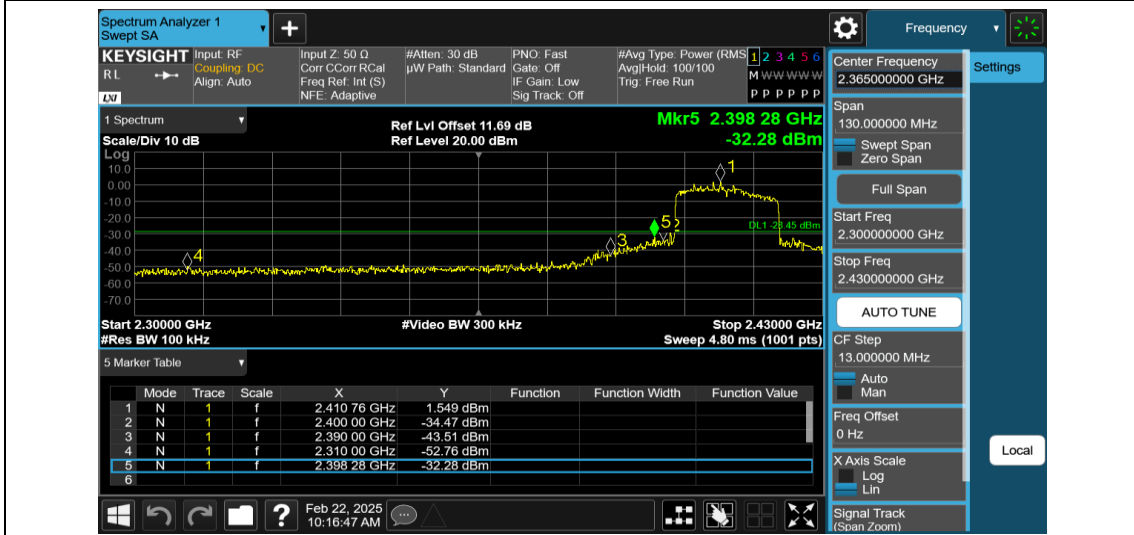 Spectrum Analyzer 1
Swept SA
Frequency
KEYSIGHT
R L
LXI
Input: RF
Coupling: DC
Align: Auto
Input Z: 50 Ω
Corr CCorr RCal
Freq Ref: Int (S)
NFE: Adaptive
#Atten: 30 dB
µW Path: Standard
PNO: Fast
Gate: Off
IF Gain: Low
Sig Track: Off
#Avg Type: Power (RMS
Avg|Hold: 100/100
Trig: Free Run
1 2 3 4 5 6
M W W W W W
P P P P P P
1 Spectrum
Scale/Div 10 dB
Ref Lvl Offset 11.69 dB
Ref Level 20.00 dBm
Mkr5 2.398 28 GHz
-32.28 dBm
Log
10.0
0.00
-10.0
-20.0
-30.0
-40.0
-50.0
-60.0
-70.0
1
5
2
3
4
DL1 -28.45 dBm
Start 2.30000 GHz
#Res BW 100 kHz
#Video BW 300 kHz
Stop 2.43000 GHz
Sweep 4.80 ms (1001 pts)
5 Marker Table
Mode Trace Scale X Y Function Function Width Function Value
1 N 1 f 2.410 76 GHz 1.549 dBm
2 N 1 f 2.400 00 GHz -34.47 dBm
3 N 1 f 2.390 00 GHz -43.51 dBm
4 N 1 f 2.310 00 GHz -52.76 dBm
5 N 1 f 2.398 28 GHz -32.28 dBm
6
Feb 22, 2025
10:16:47 AM
Center Frequency
2.365000000 GHz
Span
130.000000 MHz
Swept Span
Zero Span
Full Span
Start Freq
2.300000000 GHz
Stop Freq
2.430000000 GHz
AUTO TUNE
CF Step
13.000000 MHz
Auto
Man
Freq Offset
0 Hz
X Axis Scale
Log
Lin
Signal Track
(Span Zoom)
Settings
Local